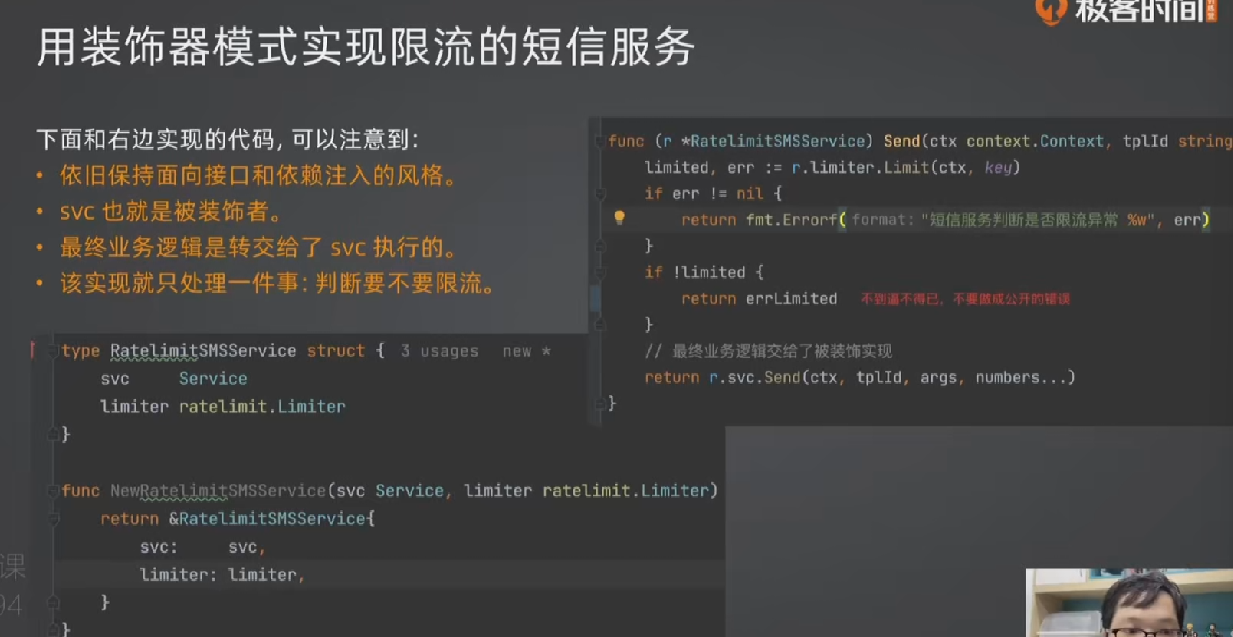 极客时间
用装饰器模式实现限流的短信服务
下面和右边实现的代码, 可以注意到:
• 依旧保持面向接口和依赖注入的风格。
• svc 也就是被装饰者。
• 最终业务逻辑是转交给了 svc 执行的。
• 该实现就只处理一件事: 判断要不要限流。
type RatelimitSMSService struct { 3 usages new *
svc Service
limiter ratelimit.Limiter
}
func NewRatelimitSMSService(svc Service, limiter ratelimit.Limiter)
return &RatelimitSMSService{
svc: svc,
limiter: limiter,
}
}
func (r *RatelimitSMSService) Send(ctx context.Context, tplId string
limited, err := r.limiter.Limit(ctx, key)
if err != nil {
return fmt.Errorf( format: "短信服务判断是否限流异常 %w", err)
}
if !limited {
return errLimited 不到逼不得已, 不要做成公开的错误
}
// 最终业务逻辑交给了被装饰实现
return r.svc.Send(ctx, tplId, args, numbers...)
}
课
94